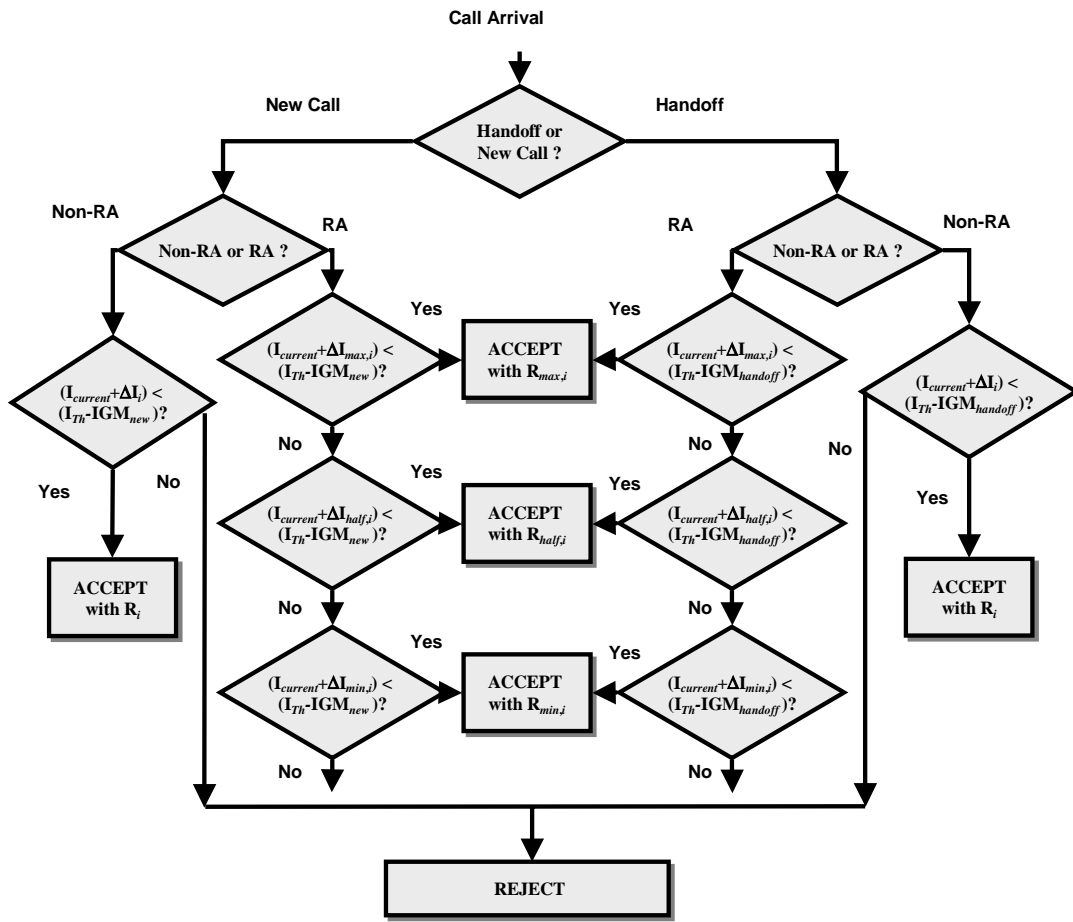 Call Arrival
New Call
Handoff
Handoff or
New Call ?
Non-RA
RA
RA
Non-RA
Non-RA or RA ?
Non-RA or RA ?
Yes
Yes
(I_current+ΔI_max,i) <
(I_Th-IGM_new)?
ACCEPT
with R_max,i
(I_current+ΔI_max,i) <
(I_Th-IGM_handoff)?
(I_current+ΔI_i) <
(I_Th-IGM_new)?
(I_current+ΔI_i) <
(I_Th-IGM_handoff)?
No
No
Yes
No
Yes
Yes
No
Yes
(I_current+ΔI_half,i) <
(I_Th-IGM_new)?
ACCEPT
with R_half,i
(I_current+ΔI_half,i) <
(I_Th-IGM_handoff)?
ACCEPT
with R_i
ACCEPT
with R_i
No
No
Yes
Yes
(I_current+ΔI_min,i) <
(I_Th-IGM_new)?
ACCEPT
with R_min,i
(I_current+ΔI_min,i) <
(I_Th-IGM_handoff)?
No
No
REJECT